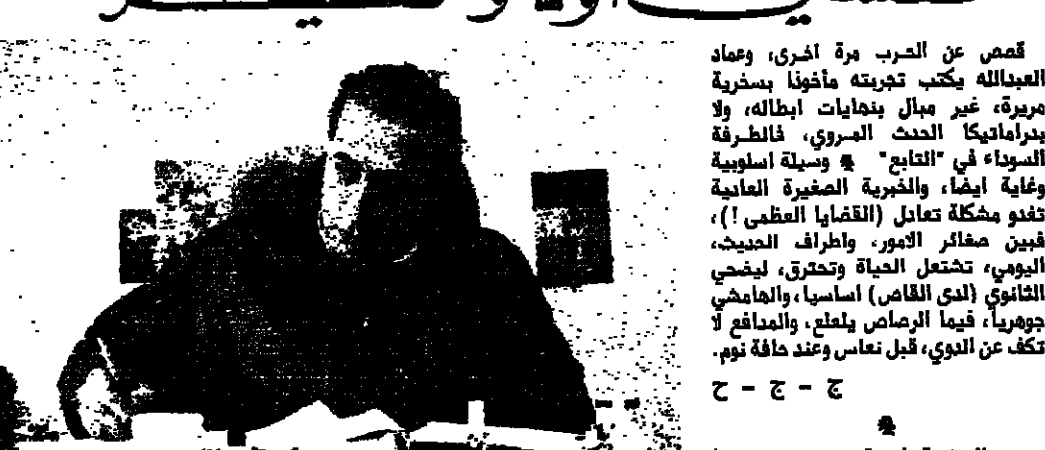 قصص عن الحرب مرة اخرى، وعماد
العبدالله يكتب تجربته مأخوذا بسخرية
مريرة، غير مبال بنهايات ابطاله، ولا
بدراماتيكا الحدث المروي، فالطرفة
السوداء في "التابع" وسيلة اسلوبية
وغاية ايضا، والخبرية الصغيرة العادية
تغدو مشكلة تعادل (القضايا العظمى!)،
فبين صغائر الامور، واطراف الحديث،
اليومي، تشتعل الحياة وتحترق، ليضحي
الثانوي (لدى القاص) أساسيا، والهامشي
جوهريا، فيما الرصاص يلعلع، والمدافع لا
تكف عن الدوي، قبل نعاس وعند حافة نوم.
ج - ج - ح